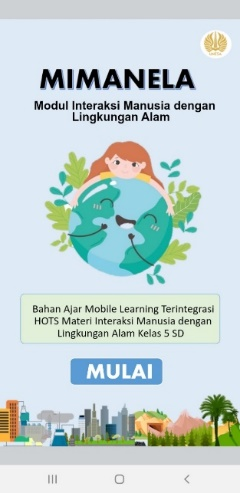 MIMANELA
Modul Interaksi Manusia dengan
Lingkungan Alam
Bahan Ajar Mobile Learning Terintegrasi
HOTS Materi Interaksi Manusia dengan
Lingkungan Alam Kelas 5 SD
MULAI